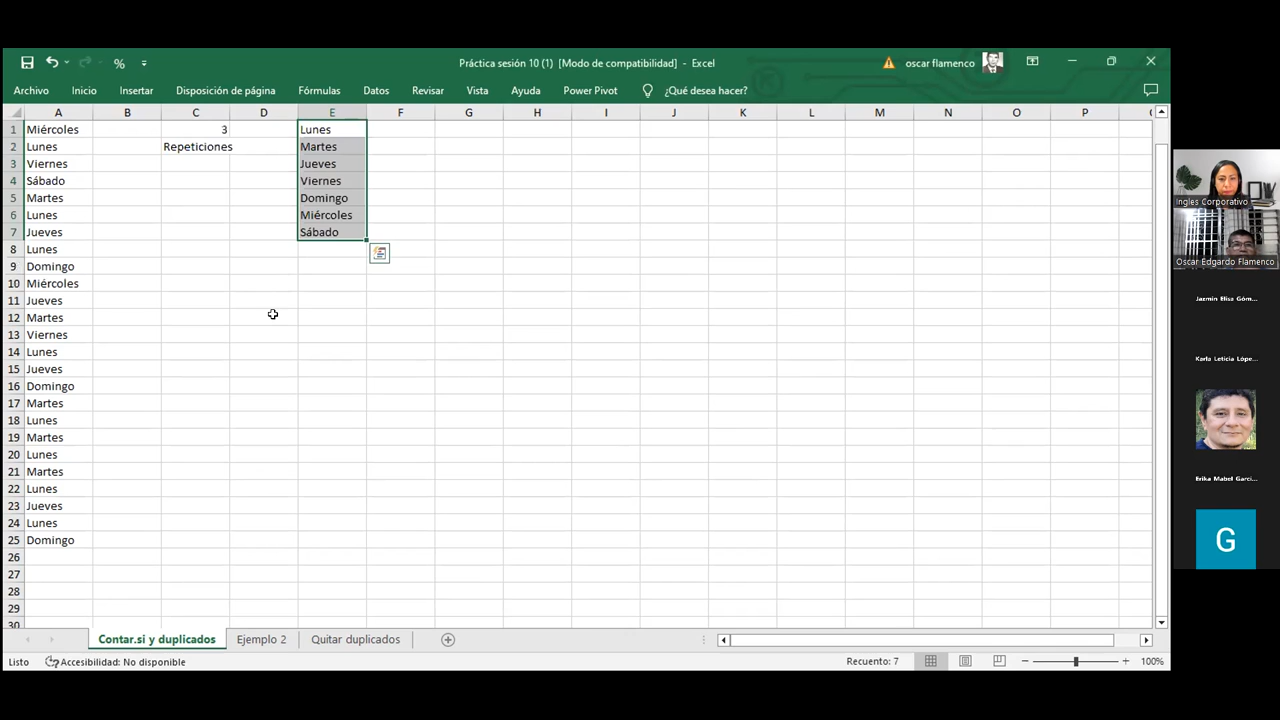 Práctica sesión 10 (1) [Modo de compatibilidad] - Excel
oscar flamenco
Archivo Inicio Insertar Disposición de página Fórmulas Datos Revisar Vista Ayuda Power Pivot ¿Qué desea hacer?
A B C D E F G H I J K L M N O P
1 Miércoles 3 Lunes
2 Lunes Repeticiones Martes
3 Viernes Jueves
4 Sábado Viernes
5 Martes Domingo
6 Lunes Miércoles
7 Jueves Sábado
8 Lunes
9 Domingo
10 Miércoles
11 Jueves
12 Martes
13 Viernes
14 Lunes
15 Jueves
16 Domingo
17 Martes
18 Lunes
19 Martes
20 Lunes
21 Martes
22 Lunes
23 Jueves
24 Lunes
25 Domingo
26
27
28
29
30
Contar.si y duplicados Ejemplo 2 Quitar duplicados
Listo Accesibilidad: No disponible Recuento: 7 100%
Ingles Corporativo
Oscar Edgardo Flamenco
Jazmin Elisa Góm...
Karla Leticia Lópe...
Erika Mabel Garci...
G